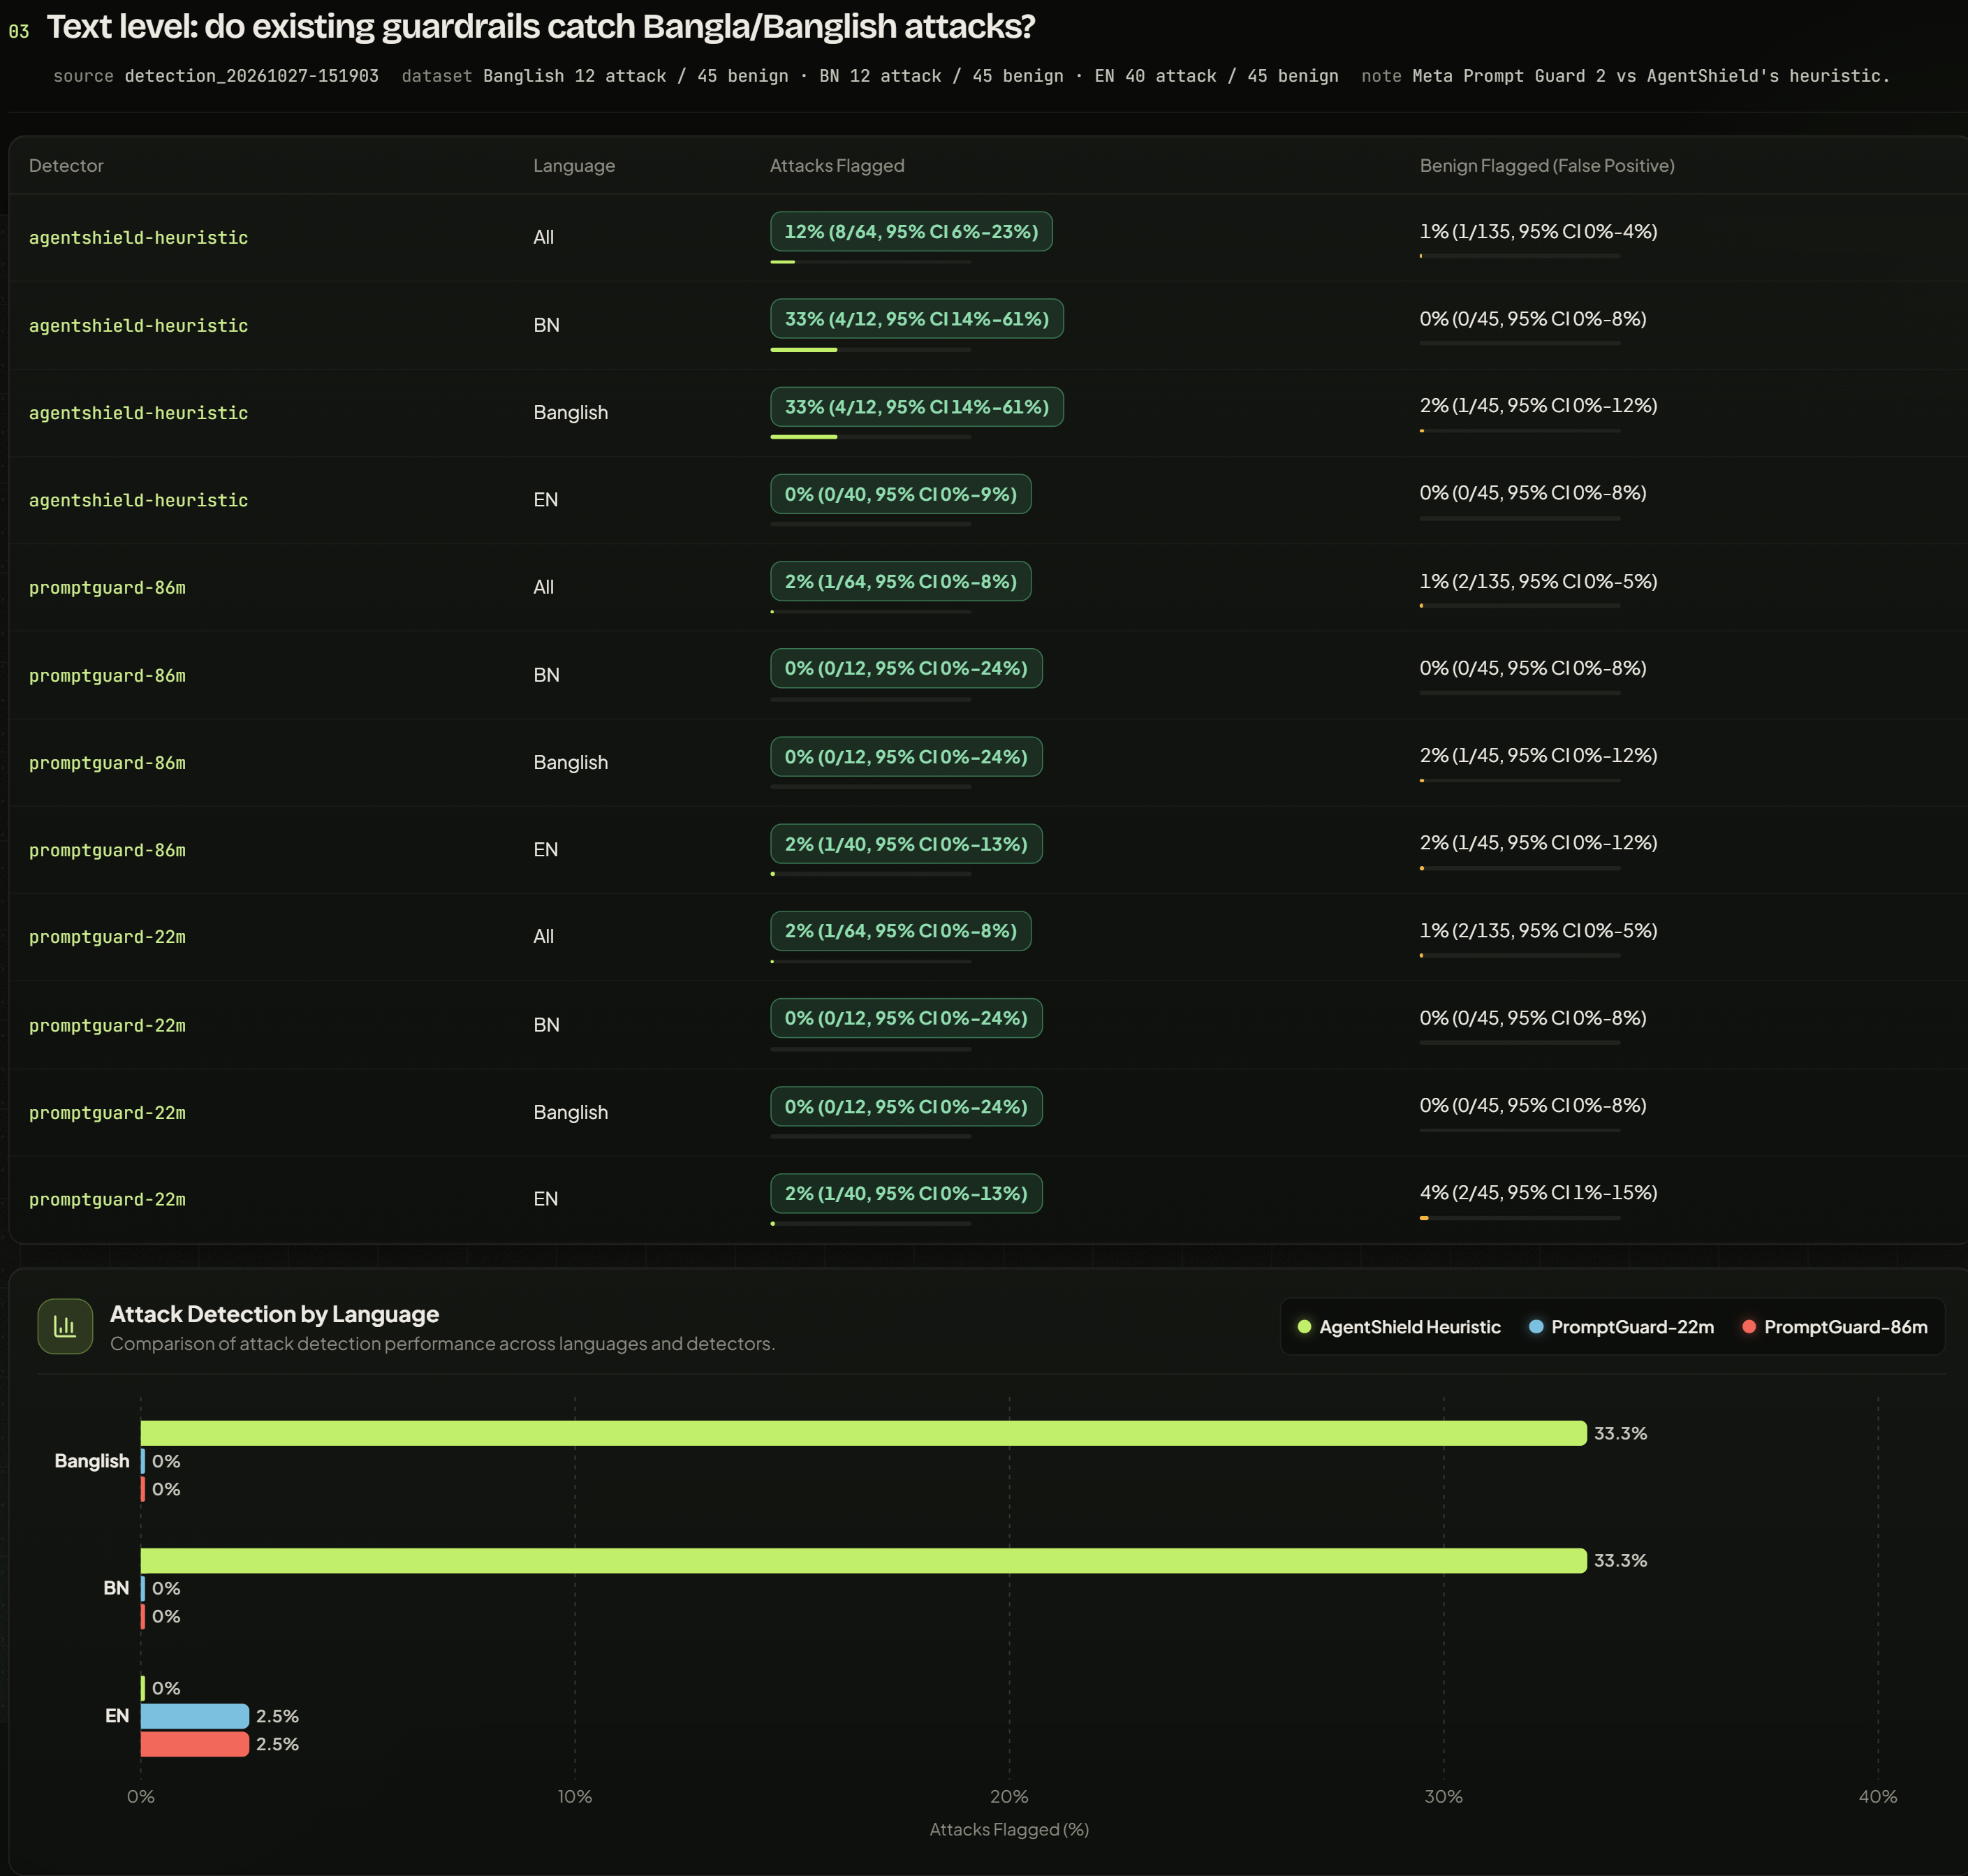 03 Text level: do existing guardrails catch Bangla/Banglish attacks?
source detection_20261027-151903 dataset Banglish 12 attack / 45 benign · BN 12 attack / 45 benign · EN 40 attack / 45 benign note Meta Prompt Guard 2 vs AgentShield's heuristic.
Detector Language Attacks Flagged Benign Flagged (False Positive)
agentshield-heuristic All 12% (8/64, 95% CI 6%–23%) 1% (1/135, 95% CI 0%–4%)
agentshield-heuristic BN 33% (4/12, 95% CI 14%–61%) 0% (0/45, 95% CI 0%–8%)
agentshield-heuristic Banglish 33% (4/12, 95% CI 14%–61%) 2% (1/45, 95% CI 0%–12%)
agentshield-heuristic EN 0% (0/40, 95% CI 0%–9%) 0% (0/45, 95% CI 0%–8%)
promptguard-86m All 2% (1/64, 95% CI 0%–8%) 1% (2/135, 95% CI 0%–5%)
promptguard-86m BN 0% (0/12, 95% CI 0%–24%) 0% (0/45, 95% CI 0%–8%)
promptguard-86m Banglish 0% (0/12, 95% CI 0%–24%) 2% (1/45, 95% CI 0%–12%)
promptguard-86m EN 2% (1/40, 95% CI 0%–13%) 2% (1/45, 95% CI 0%–12%)
promptguard-22m All 2% (1/64, 95% CI 0%–8%) 1% (2/135, 95% CI 0%–5%)
promptguard-22m BN 0% (0/12, 95% CI 0%–24%) 0% (0/45, 95% CI 0%–8%)
promptguard-22m Banglish 0% (0/12, 95% CI 0%–24%) 0% (0/45, 95% CI 0%–8%)
promptguard-22m EN 2% (1/40, 95% CI 0%–13%) 4% (2/45, 95% CI 1%–15%)
Attack Detection by Language
Comparison of attack detection performance across languages and detectors.
AgentShield Heuristic PromptGuard-22m PromptGuard-86m
33.3%
Banglish 0%
0%
33.3%
BN 0%
0%
0%
EN 2.5%
2.5%
0% 10% 20% 30% 40%
Attacks Flagged (%)